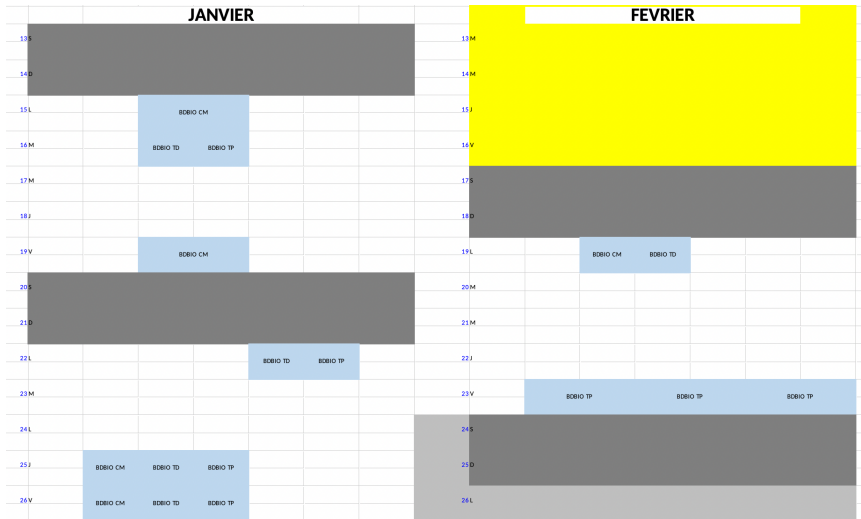 JANVIER FEVRIER
13 S 13 M
14 D 14 M
15 L BDBIO CM 15 J
16 M BDBIO TD BDBIO TP 16 V
17 M 17 S
18 J 18 D
19 V BDBIO CM 19 L BDBIO CM BDBIO TD
20 S 20 M
21 D 21 M
22 L BDBIO TD BDBIO TP 22 J
23 M 23 V BDBIO TP BDBIO TP BDBIO TP
24 L 24 S
25 J BDBIO CM BDBIO TD BDBIO TP 25 D
26 V BDBIO CM BDBIO TD BDBIO TP 26 L